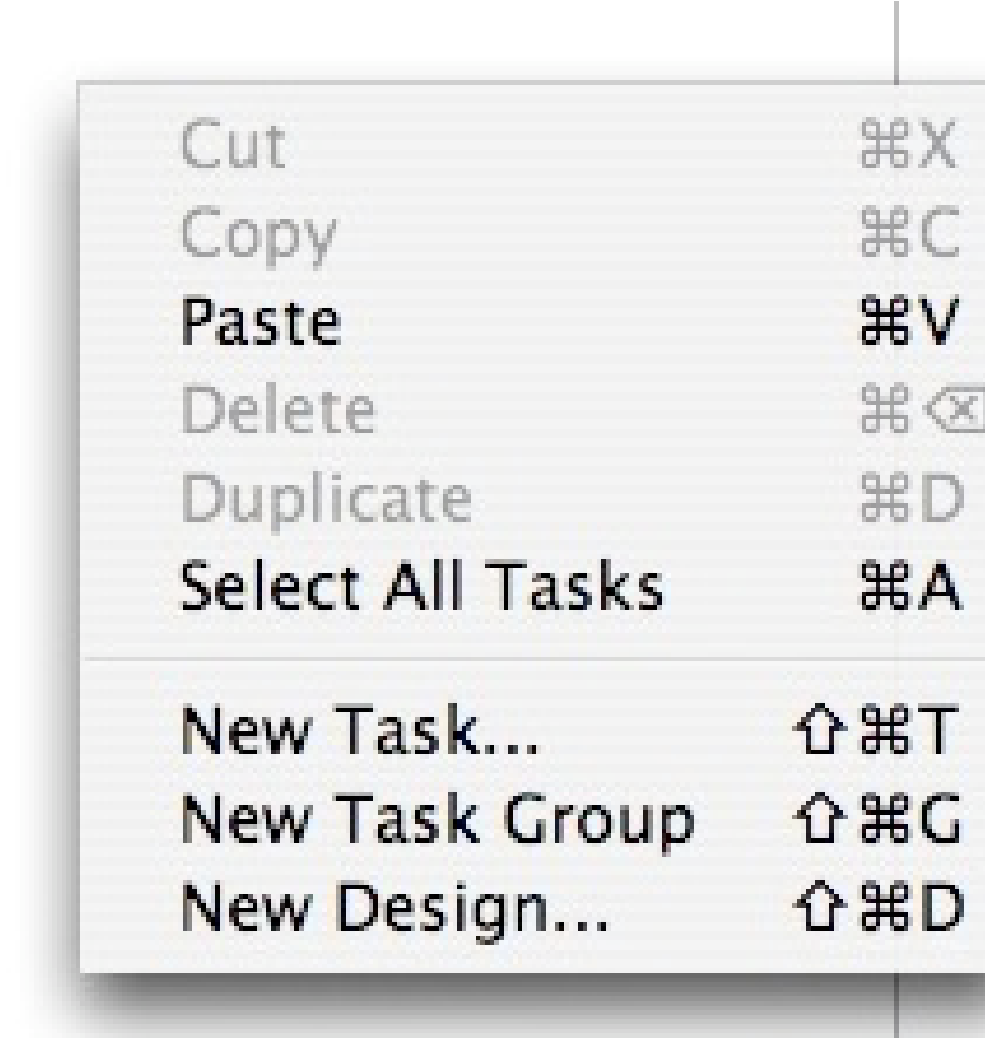 Cut ⌘X
Copy ⌘C
Paste ⌘V
Delete ⌘⌫
Duplicate ⌘D
Select All Tasks ⌘A
New Task... ⇧⌘T
New Task Group ⇧⌘G
New Design... ⇧⌘D